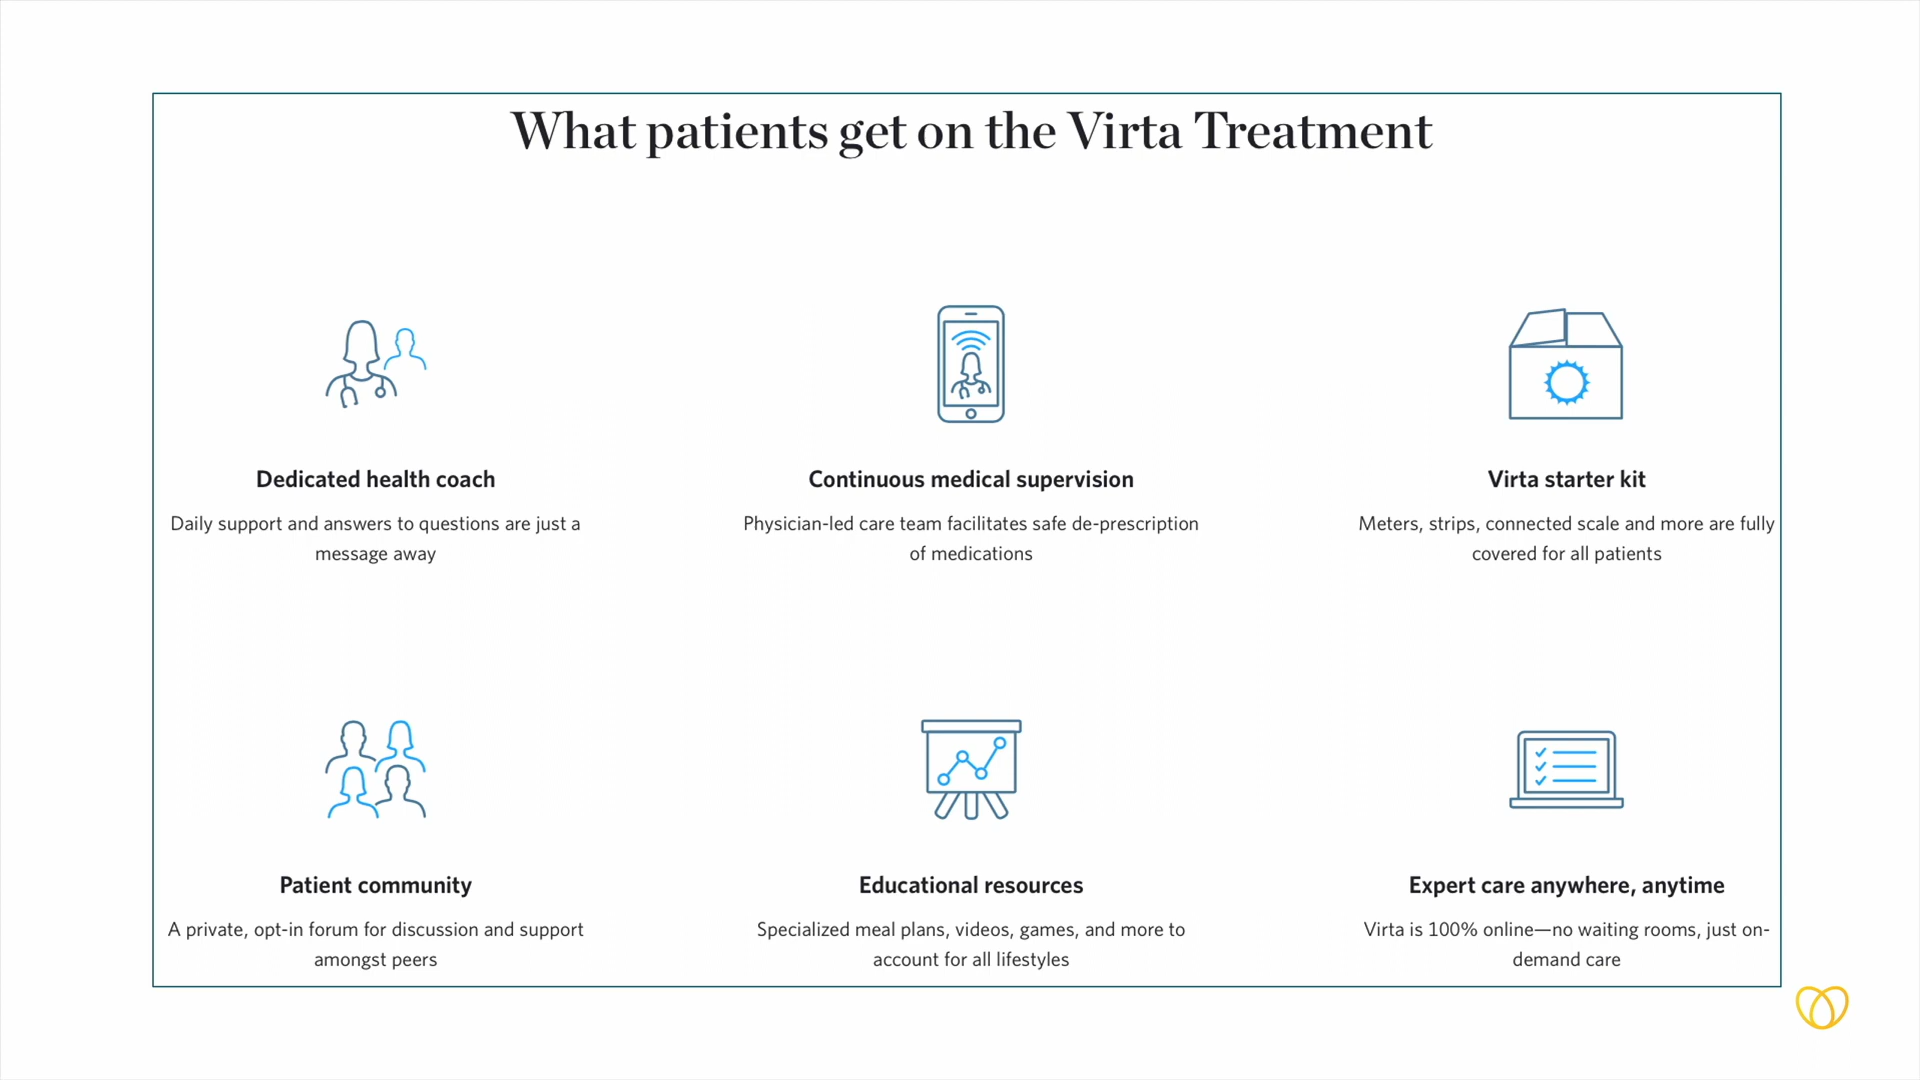 What patients get on the Virta Treatment
Dedicated health coach
Daily support and answers to questions are just a
message away
Continuous medical supervision
Physician-led care team facilitates safe de-prescription
of medications
Virta starter kit
Meters, strips, connected scale and more are fully
covered for all patients
Patient community
A private, opt-in forum for discussion and support
amongst peers
Educational resources
Specialized meal plans, videos, games, and more to
account for all lifestyles
Expert care anywhere, anytime
Virta is 100% online—no waiting rooms, just on-
demand care